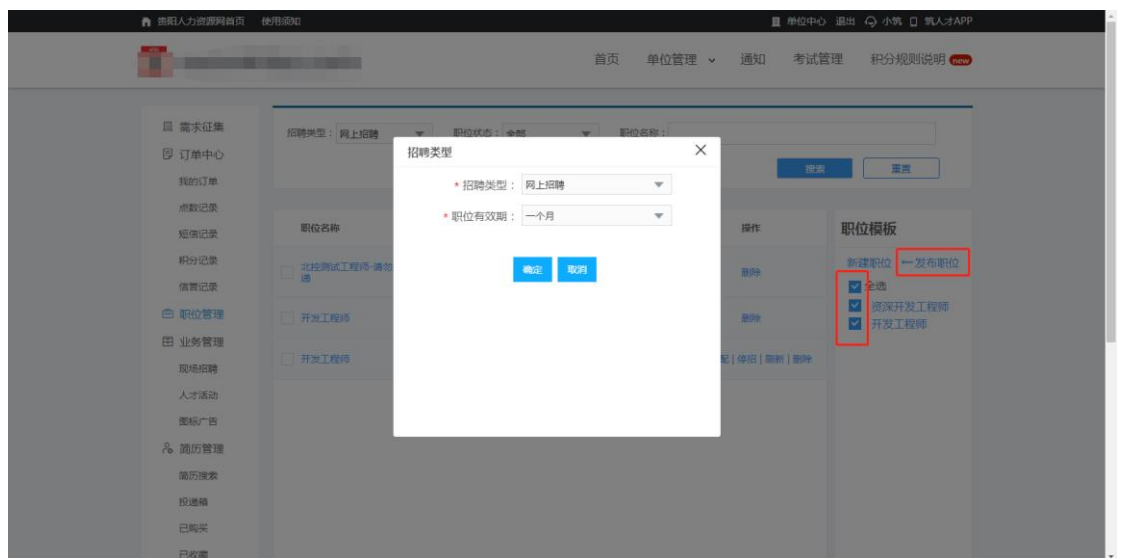 贵阳人力资源网首页 使用须知 单位中心 退出 小筑 筑人才APP
首页 单位管理 通知 考试管理 积分规则说明 new
需求征集
订单中心
我的订单
点数记录
短信记录
积分记录
信誉记录
职位管理
业务管理
现场招聘
人才活动
图标广告
简历管理
简历搜索
投递箱
已购买
已收藏
招聘类型：网上招聘 职位状态：全部 职位名称：
搜索 重置
招聘类型
* 招聘类型： 网上招聘
* 职位有效期： 一个月
确定 取消
职位名称 操作
北控测试工程师-请勿
通
删除
开发工程师 删除
开发工程师 配 | 停招 | 刷新 | 删除
职位模板
新建职位 一发布职位
全选
资深开发工程师
开发工程师